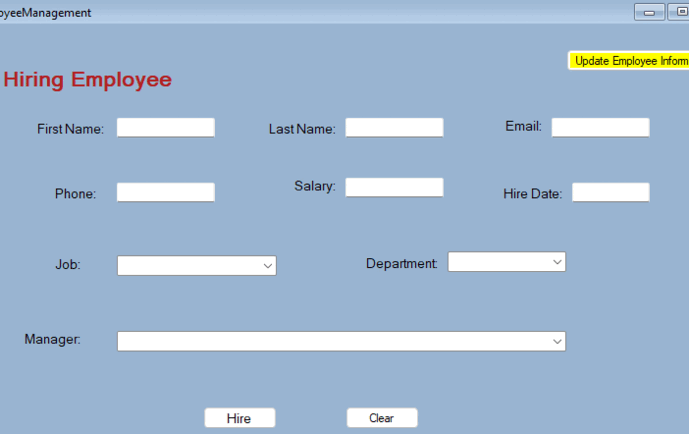 oyeeManagement
Update Employee Inform
Hiring Employee
First Name:
Last Name:
Email:
Phone:
Salary:
Hire Date:
Job:
Department:
Manager:
Hire
Clear